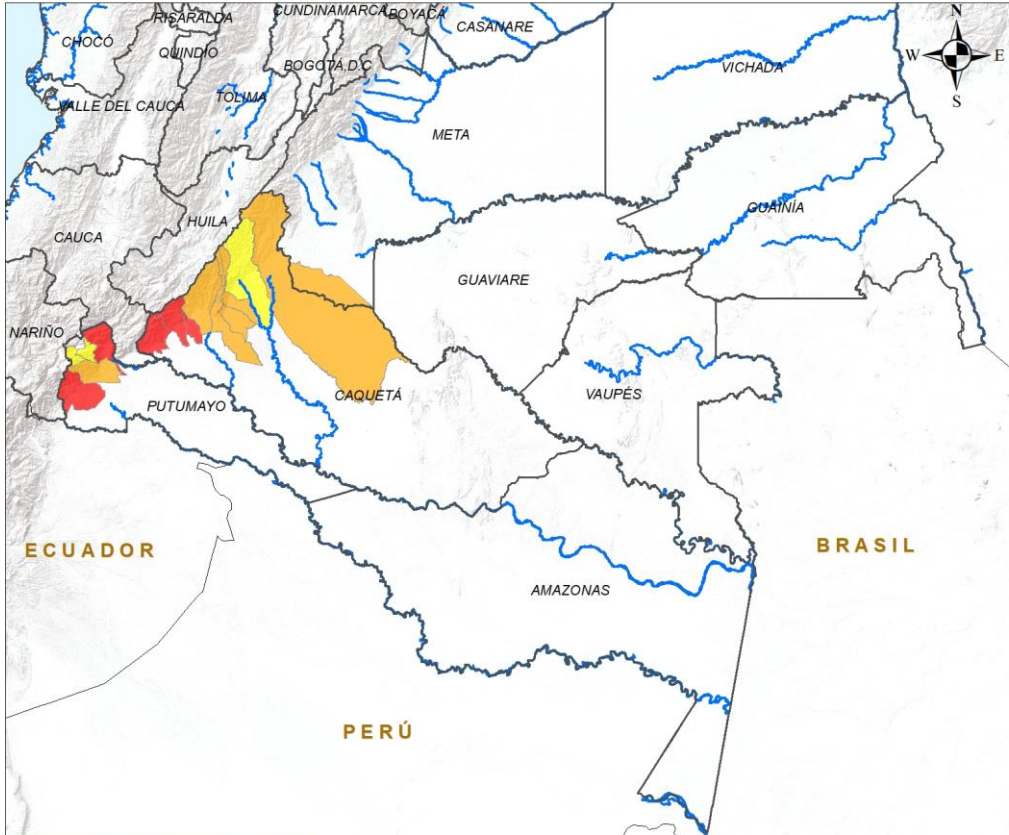 RISARALDA
CUNDINAMARCA
BOYACÁ
CASANARE
N
CHOCÓ
QUINDIO
BOGOTÁ D.C
VICHADA
W
E
S
VALLE DEL CAUCA
TOLIMA
META
HUILA
GUAINÍA
CAUCA
GUAVIARE
NARIÑO
CAQUETÁ
VAUPÉS
PUTUMAYO
ECUADOR
BRASIL
AMAZONAS
PERÚ